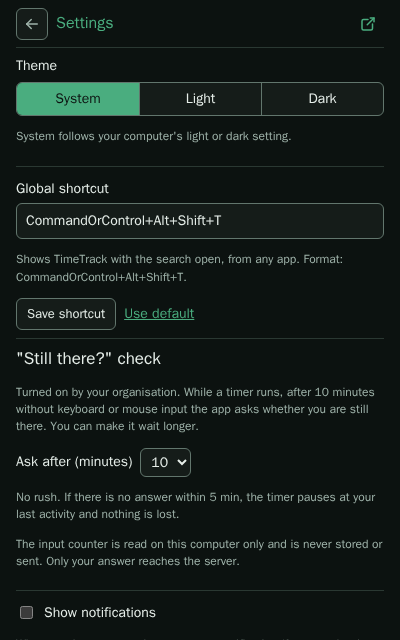 Settings
Theme
System
Light
Dark
System follows your computer's light or dark setting.
Global shortcut
CommandOrControl+Alt+Shift+T
Shows TimeTrack with the search open, from any app. Format:
CommandOrControl+Alt+Shift+T.
Save shortcut
Use default
"Still there?" check
Turned on by your organisation. While a timer runs, after 10 minutes
without keyboard or mouse input the app asks whether you are still
there. You can make it wait longer.
Ask after (minutes)
10
No rush. If there is no answer within 5 min, the timer pauses at your
last activity and nothing is lost.
The input counter is read on this computer only and is never stored or
sent. Only your answer reaches the server.
Show notifications